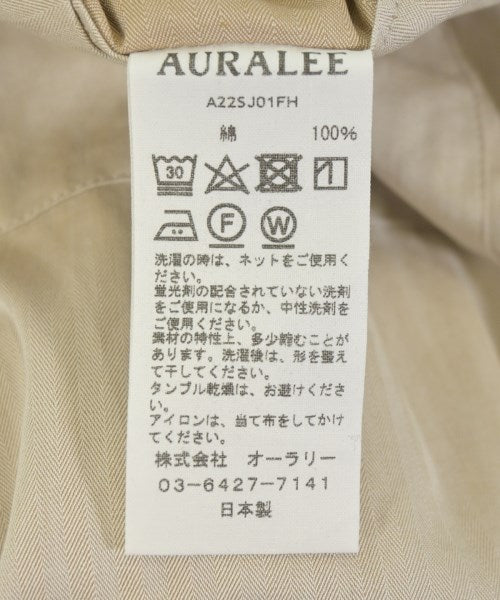 AURALEE
A22SJ01FH
綿 100%
30
F W
洗濯の時は、ネットをご使用く
ださい。
蛍光剤の配合されていない洗剤
をご使用になるか、中性洗剤を
ご使用ください。
素材の特性上、多少縮むことが
あります。洗濯後は、形を整え
て干してください。
タンブル乾燥は、お避けくださ
い。
アイロンは、当て布をしてかけ
てください。
株式会社 オーラリー
03-6427-7141
日本製